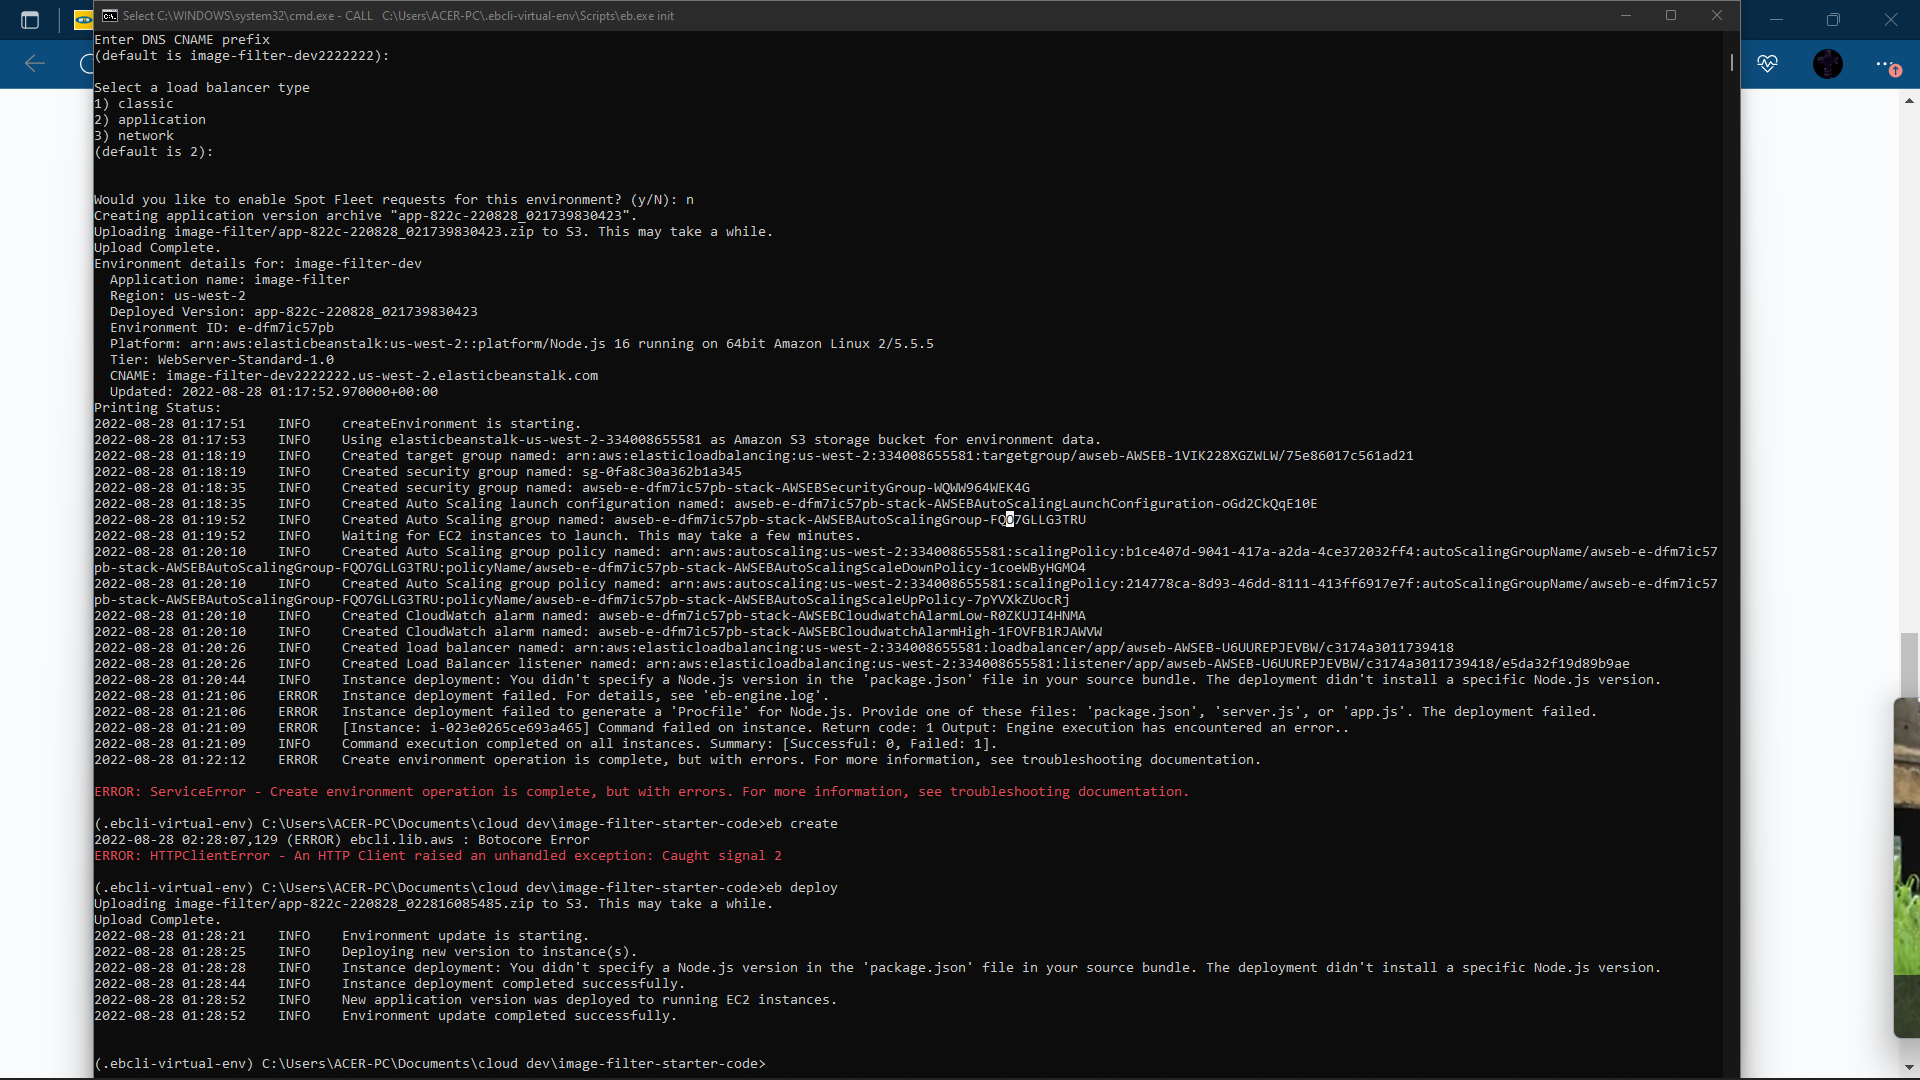 Select C:\WINDOWS\system32\cmd.exe - CALL C:\Users\ACER-PC\.ebcli-virtual-env\Scripts\eb.exe init
Enter DNS CNAME prefix
(default is image-filter-dev2222222):
Select a load balancer type
1) classic
2) application
3) network
(default is 2):
Would you like to enable Spot Fleet requests for this environment? (y/N): n
Creating application version archive "app-822c-220828_021739830423".
Uploading image-filter/app-822c-220828_021739830423.zip to S3. This may take a while.
Upload Complete.
Environment details for: image-filter-dev
Application name: image-filter
Region: us-west-2
Deployed Version: app-822c-220828_021739830423
Environment ID: e-dfm7ic57pb
Platform: arn:aws:elasticbeanstalk:us-west-2::platform/Node.js 16 running on 64bit Amazon Linux 2/5.5.5
Tier: WebServer-Standard-1.0
CNAME: image-filter-dev2222222.us-west-2.elasticbeanstalk.com
Updated: 2022-08-28 01:17:52.970000+00:00
Printing Status:
2022-08-28 01:17:51 INFO createEnvironment is starting.
2022-08-28 01:17:53 INFO Using elasticbeanstalk-us-west-2-334008655581 as Amazon S3 storage bucket for environment data.
2022-08-28 01:18:19 INFO Created target group named: arn:aws:elasticloadbalancing:us-west-2:334008655581:targetgroup/awseb-AWSEB-1VIK228XGZWLW/75e86017c561ad21
2022-08-28 01:18:19 INFO Created security group named: sg-0fa8c30a362b1a345
2022-08-28 01:18:35 INFO Created security group named: awseb-e-dfm7ic57pb-stack-AWSEBSecurityGroup-WQWW964WEK4G
2022-08-28 01:18:35 INFO Created Auto Scaling launch configuration named: awseb-e-dfm7ic57pb-stack-AWSEBAutoScalingLaunchConfiguration-oGd2CkQqE10E
2022-08-28 01:19:52 INFO Created Auto Scaling group named: awseb-e-dfm7ic57pb-stack-AWSEBAutoScalingGroup-FQO7GLLG3TRU
2022-08-28 01:19:52 INFO Waiting for EC2 instances to launch. This may take a few minutes.
2022-08-28 01:20:10 INFO Created Auto Scaling group policy named: arn:aws:autoscaling:us-west-2:334008655581:scalingPolicy:b1ce407d-9041-417a-a2da-4ce372032ff4:autoScalingGroupName/awseb-e-dfm7ic57
pb-stack-AWSEBAutoScalingGroup-FQO7GLLG3TRU:policyName/awseb-e-dfm7ic57pb-stack-AWSEBAutoScalingScaleDownPolicy-1coeWByHGMO4
2022-08-28 01:20:10 INFO Created Auto Scaling group policy named: arn:aws:autoscaling:us-west-2:334008655581:scalingPolicy:214778ca-8d93-46dd-8111-413ff6917e7f:autoScalingGroupName/awseb-e-dfm7ic57
pb-stack-AWSEBAutoScalingGroup-FQO7GLLG3TRU:policyName/awseb-e-dfm7ic57pb-stack-AWSEBAutoScalingScaleUpPolicy-7pYVXkZUocRj
2022-08-28 01:20:10 INFO Created CloudWatch alarm named: awseb-e-dfm7ic57pb-stack-AWSEBCloudwatchAlarmLow-R0ZKUJI4HNMA
2022-08-28 01:20:10 INFO Created CloudWatch alarm named: awseb-e-dfm7ic57pb-stack-AWSEBCloudwatchAlarmHigh-1FOVFB1RJAWVW
2022-08-28 01:20:26 INFO Created load balancer named: arn:aws:elasticloadbalancing:us-west-2:334008655581:loadbalancer/app/awseb-AWSEB-U6UUREPJEVBW/c3174a3011739418
2022-08-28 01:20:26 INFO Created Load Balancer listener named: arn:aws:elasticloadbalancing:us-west-2:334008655581:listener/app/awseb-AWSEB-U6UUREPJEVBW/c3174a3011739418/e5da32f19d89b9ae
2022-08-28 01:20:44 INFO Instance deployment: You didn't specify a Node.js version in the 'package.json' file in your source bundle. The deployment didn't install a specific Node.js version.
2022-08-28 01:21:06 ERROR Instance deployment failed. For details, see 'eb-engine.log'.
2022-08-28 01:21:06 ERROR Instance deployment failed to generate a 'Procfile' for Node.js. Provide one of these files: 'package.json', 'server.js', or 'app.js'. The deployment failed.
2022-08-28 01:21:09 ERROR [Instance: i-023e0265ce693a465] Command failed on instance. Return code: 1 Output: Engine execution has encountered an error..
2022-08-28 01:21:09 INFO Command execution completed on all instances. Summary: [Successful: 0, Failed: 1].
2022-08-28 01:22:12 ERROR Create environment operation is complete, but with errors. For more information, see troubleshooting documentation.
ERROR: ServiceError - Create environment operation is complete, but with errors. For more information, see troubleshooting documentation.
(.ebcli-virtual-env) C:\Users\ACER-PC\Documents\cloud dev\image-filter-starter-code>eb create
2022-08-28 02:28:07,129 (ERROR) ebcli.lib.aws : Botocore Error
ERROR: HTTPClientError - An HTTP Client raised an unhandled exception: Caught signal 2
(.ebcli-virtual-env) C:\Users\ACER-PC\Documents\cloud dev\image-filter-starter-code>eb deploy
Uploading image-filter/app-822c-220828_022816085485.zip to S3. This may take a while.
Upload Complete.
2022-08-28 01:28:21 INFO Environment update is starting.
2022-08-28 01:28:25 INFO Deploying new version to instance(s).
2022-08-28 01:28:28 INFO Instance deployment: You didn't specify a Node.js version in the 'package.json' file in your source bundle. The deployment didn't install a specific Node.js version.
2022-08-28 01:28:44 INFO Instance deployment completed successfully.
2022-08-28 01:28:52 INFO New application version was deployed to running EC2 instances.
2022-08-28 01:28:52 INFO Environment update completed successfully.
(.ebcli-virtual-env) C:\Users\ACER-PC\Documents\cloud dev\image-filter-starter-code>